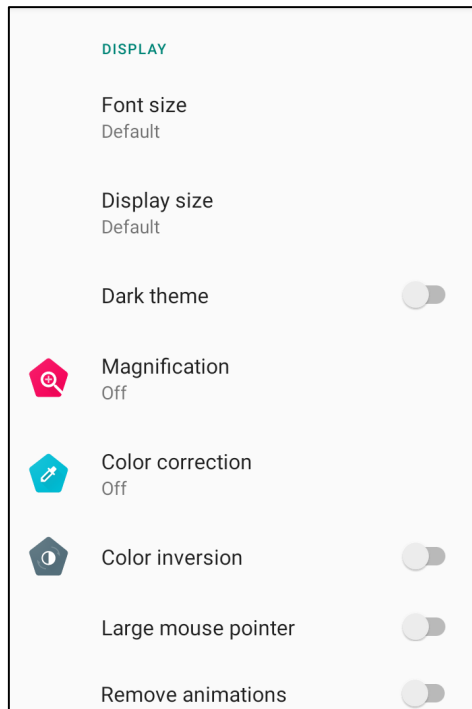 DISPLAY
Font size
Default
Display size
Default
Dark theme
Magnification
Off
Color correction
Off
Color inversion
Large mouse pointer
Remove animations